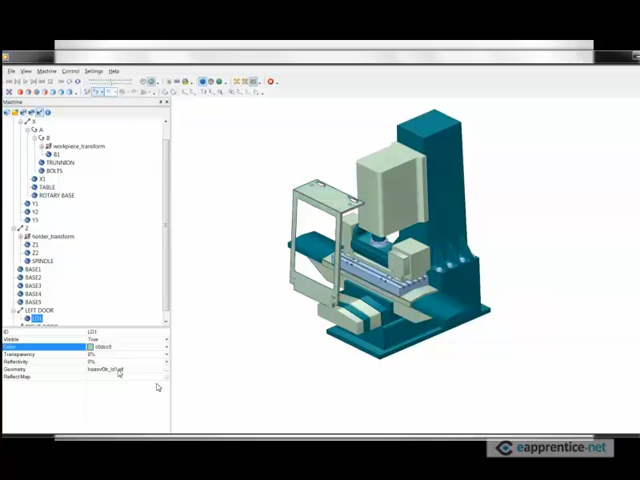 File View Machine Control Settings Help
Machine
X
A
B
workpiece_transform
B1
TRUNNION
BOLTS
X1
TABLE
ROTARY BASE
Y1
Y2
Y3
Z
holder_transform
Z1
Z2
SPINDLE
BASE1
BASE2
BASE3
BASE4
BASE5
LEFT DOOR
LD1
ID LD1
Visible True
Color
Transparency 0%
Reflectivity 0%
Geometry
ReflectMap
eapprentice.net